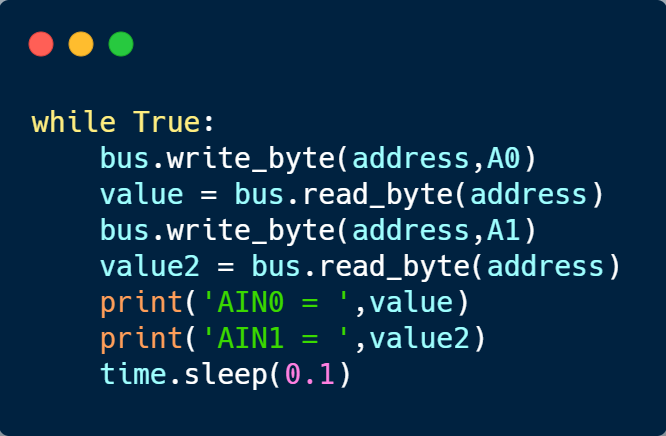 while True:
    bus.write_byte(address,A0)
    value = bus.read_byte(address)
    bus.write_byte(address,A1)
    value2 = bus.read_byte(address)
    print('AIN0 = ',value)
    print('AIN1 = ',value2)
    time.sleep(0.1)